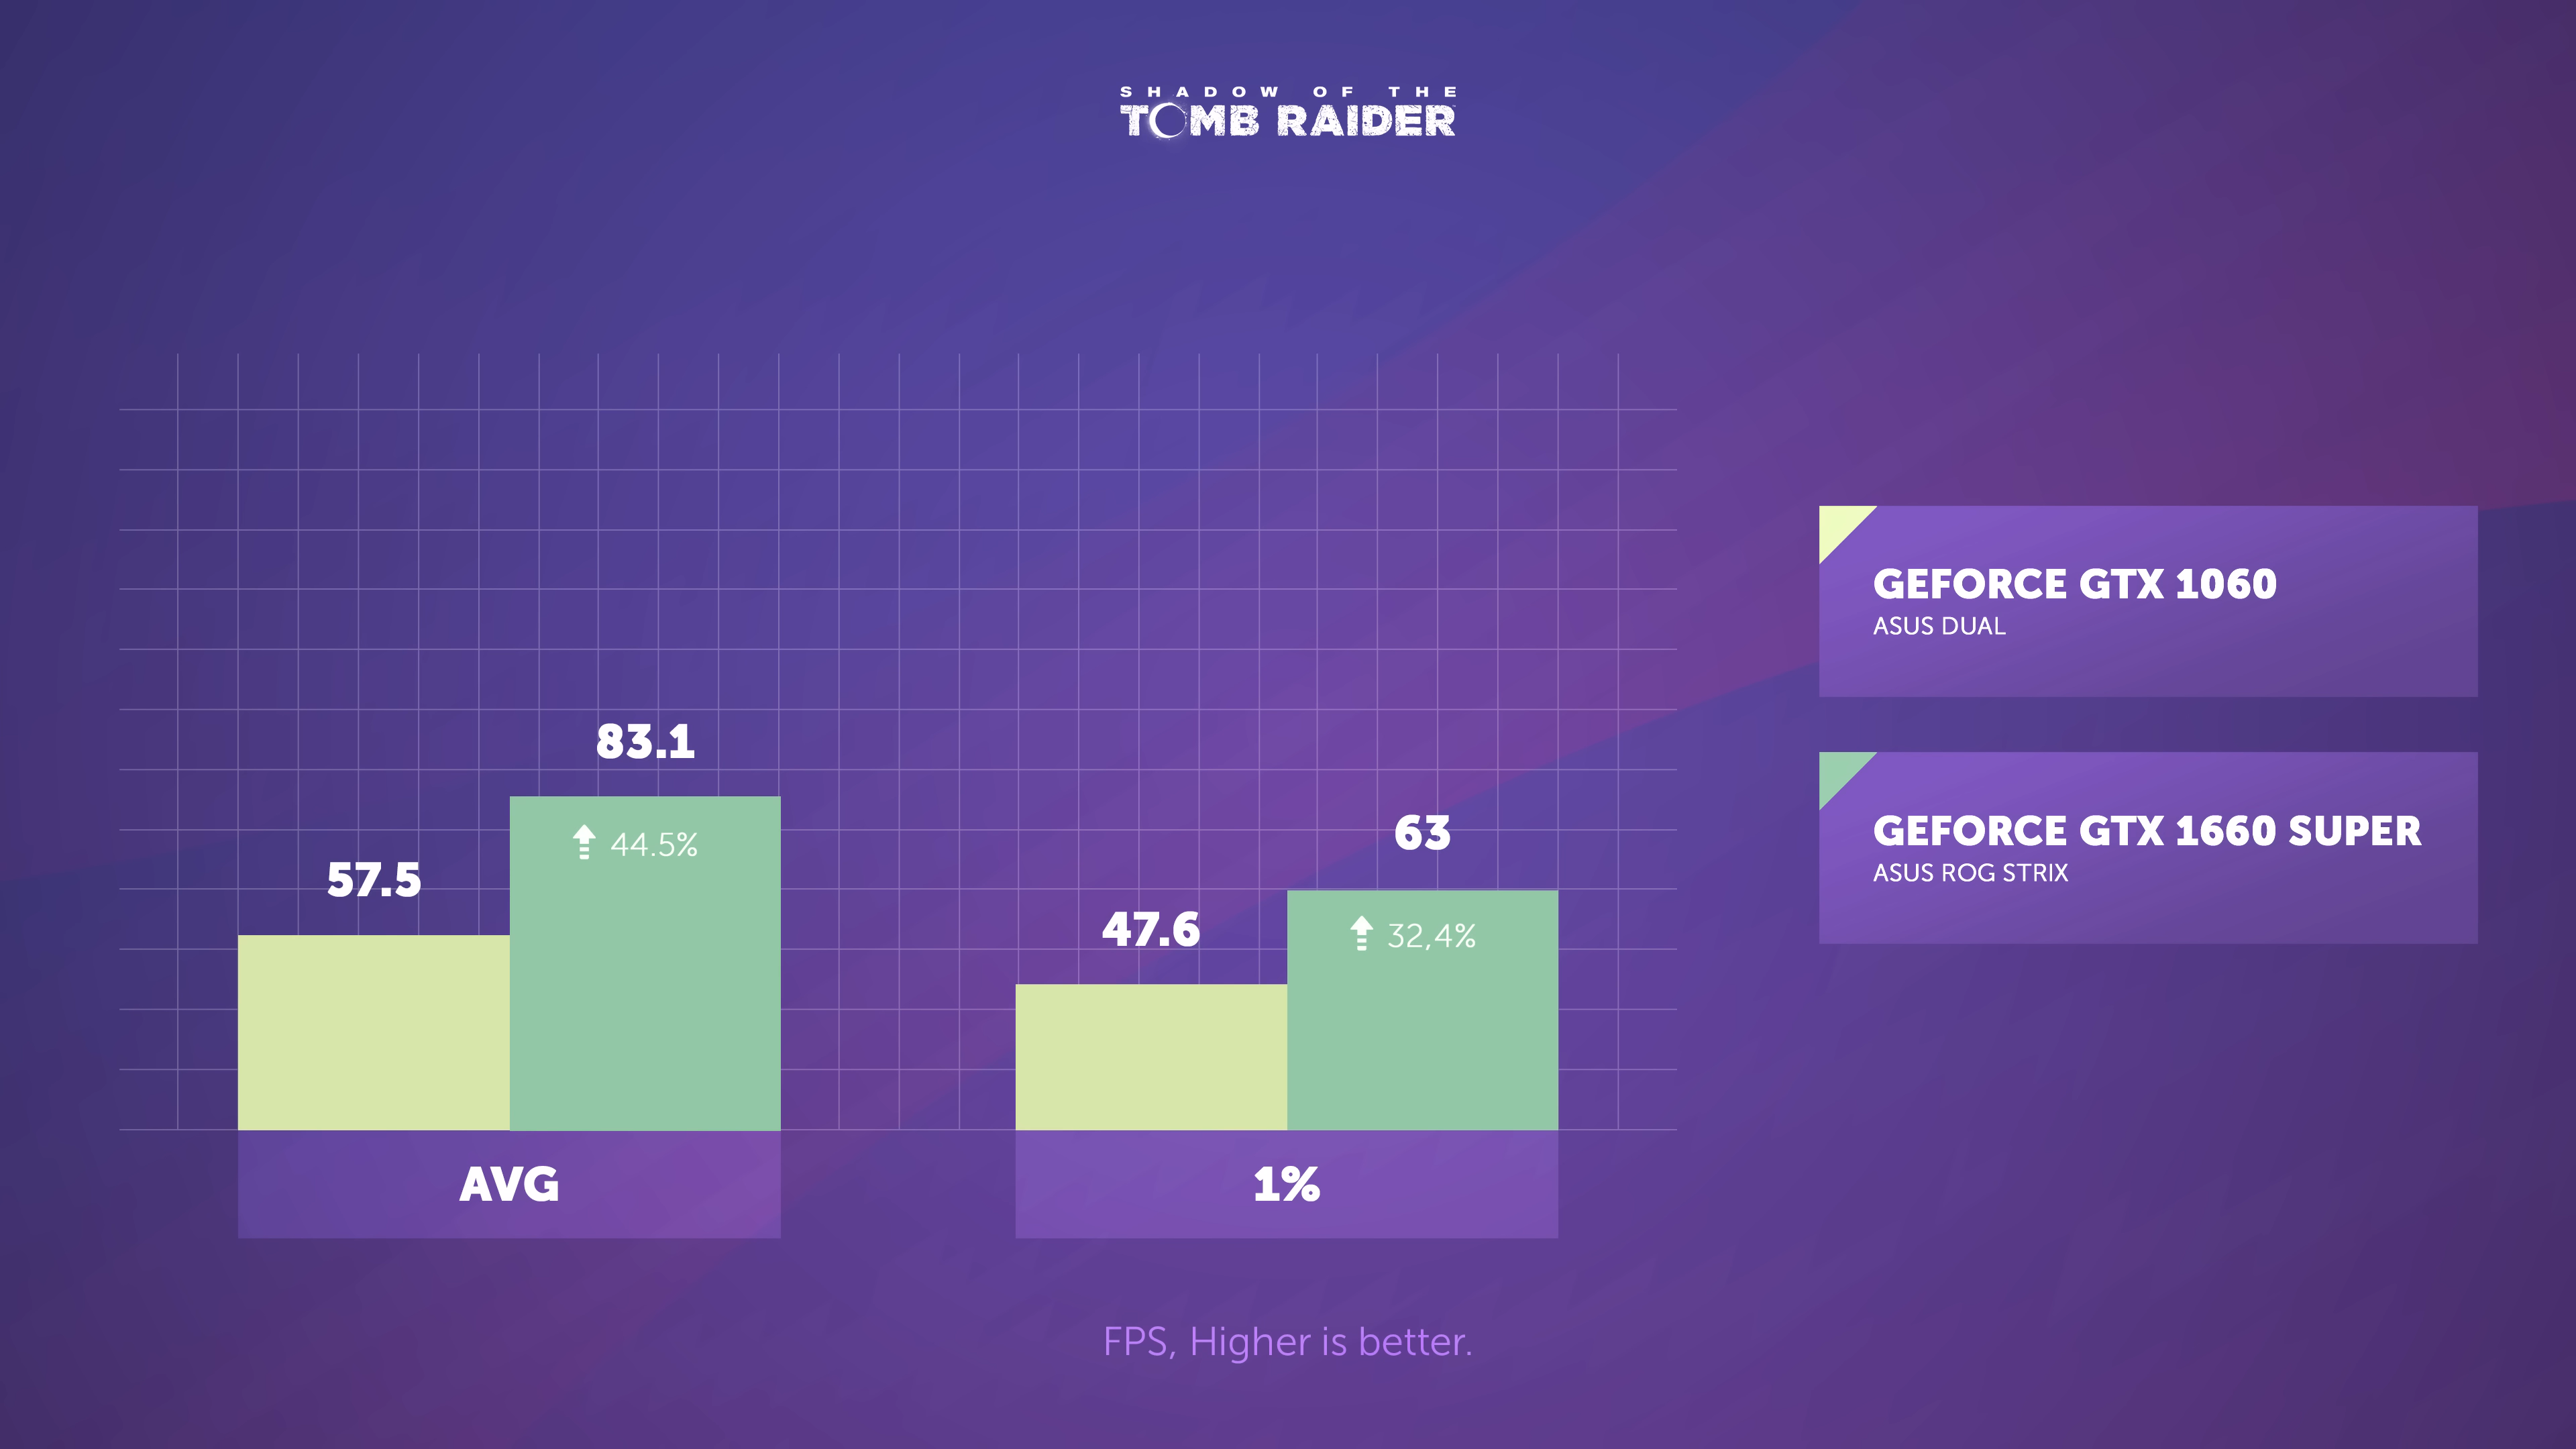 SHADOW OF THE
TOMB RAIDER
83.1
44.5%
57.5
63
32,4%
47.6
AVG
1%
GEFORCE GTX 1060
ASUS DUAL
GEFORCE GTX 1660 SUPER
ASUS ROG STRIX
FPS, Higher is better.